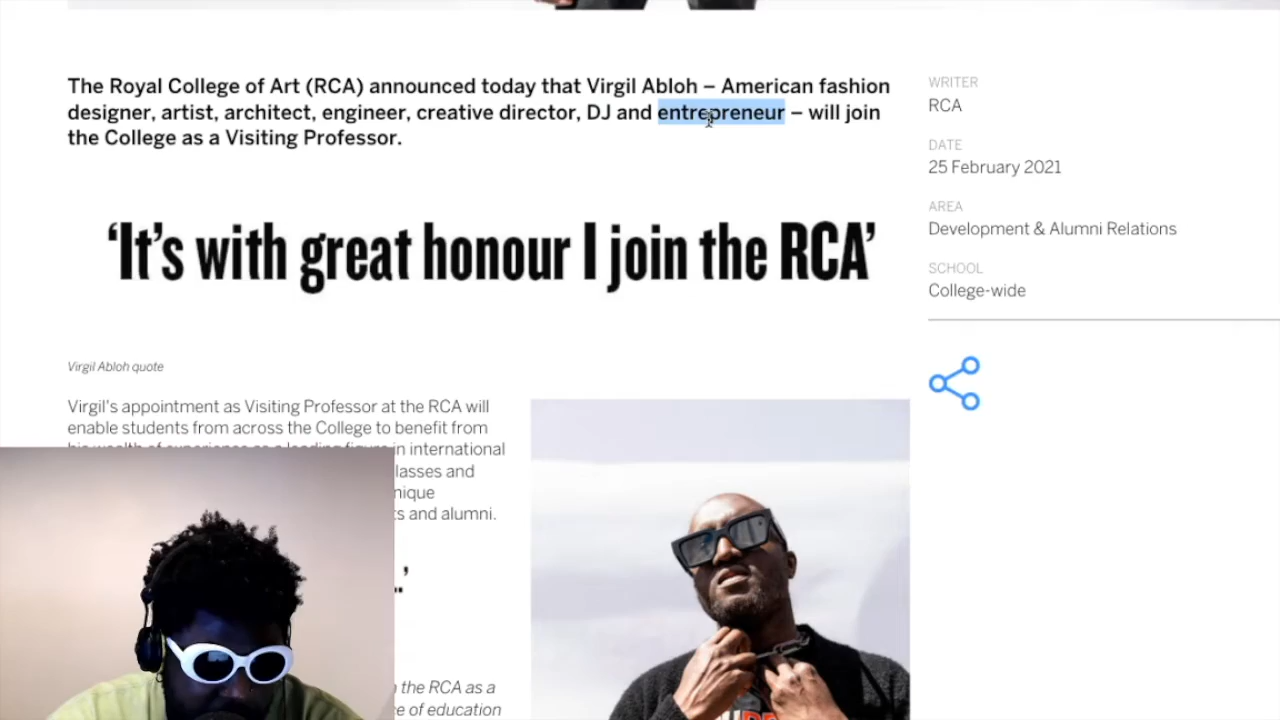 The Royal College of Art (RCA) announced today that Virgil Abloh – American fashion
designer, artist, architect, engineer, creative director, DJ and entrepreneur – will join
the College as a Visiting Professor.
‘It’s with great honour I join the RCA’
Virgil Abloh quote
Virgil's appointment as Visiting Professor at the RCA will
enable students from across the College to benefit from
in international
lasses and
nique
ts and alumni.
the RCA as a
e of education
WRITER
RCA
DATE
25 February 2021
AREA
Development & Alumni Relations
SCHOOL
College-wide